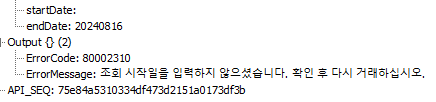 startDate:
endDate: 20240816
Output {} (2)
ErrorCode: 80002310
ErrorMessage: 조회 시작일을 입력하지 않으셨습니다. 확인 후 다시 거래하십시오.
API_SEQ: 75e84a5310334df473d2151a0173df3b